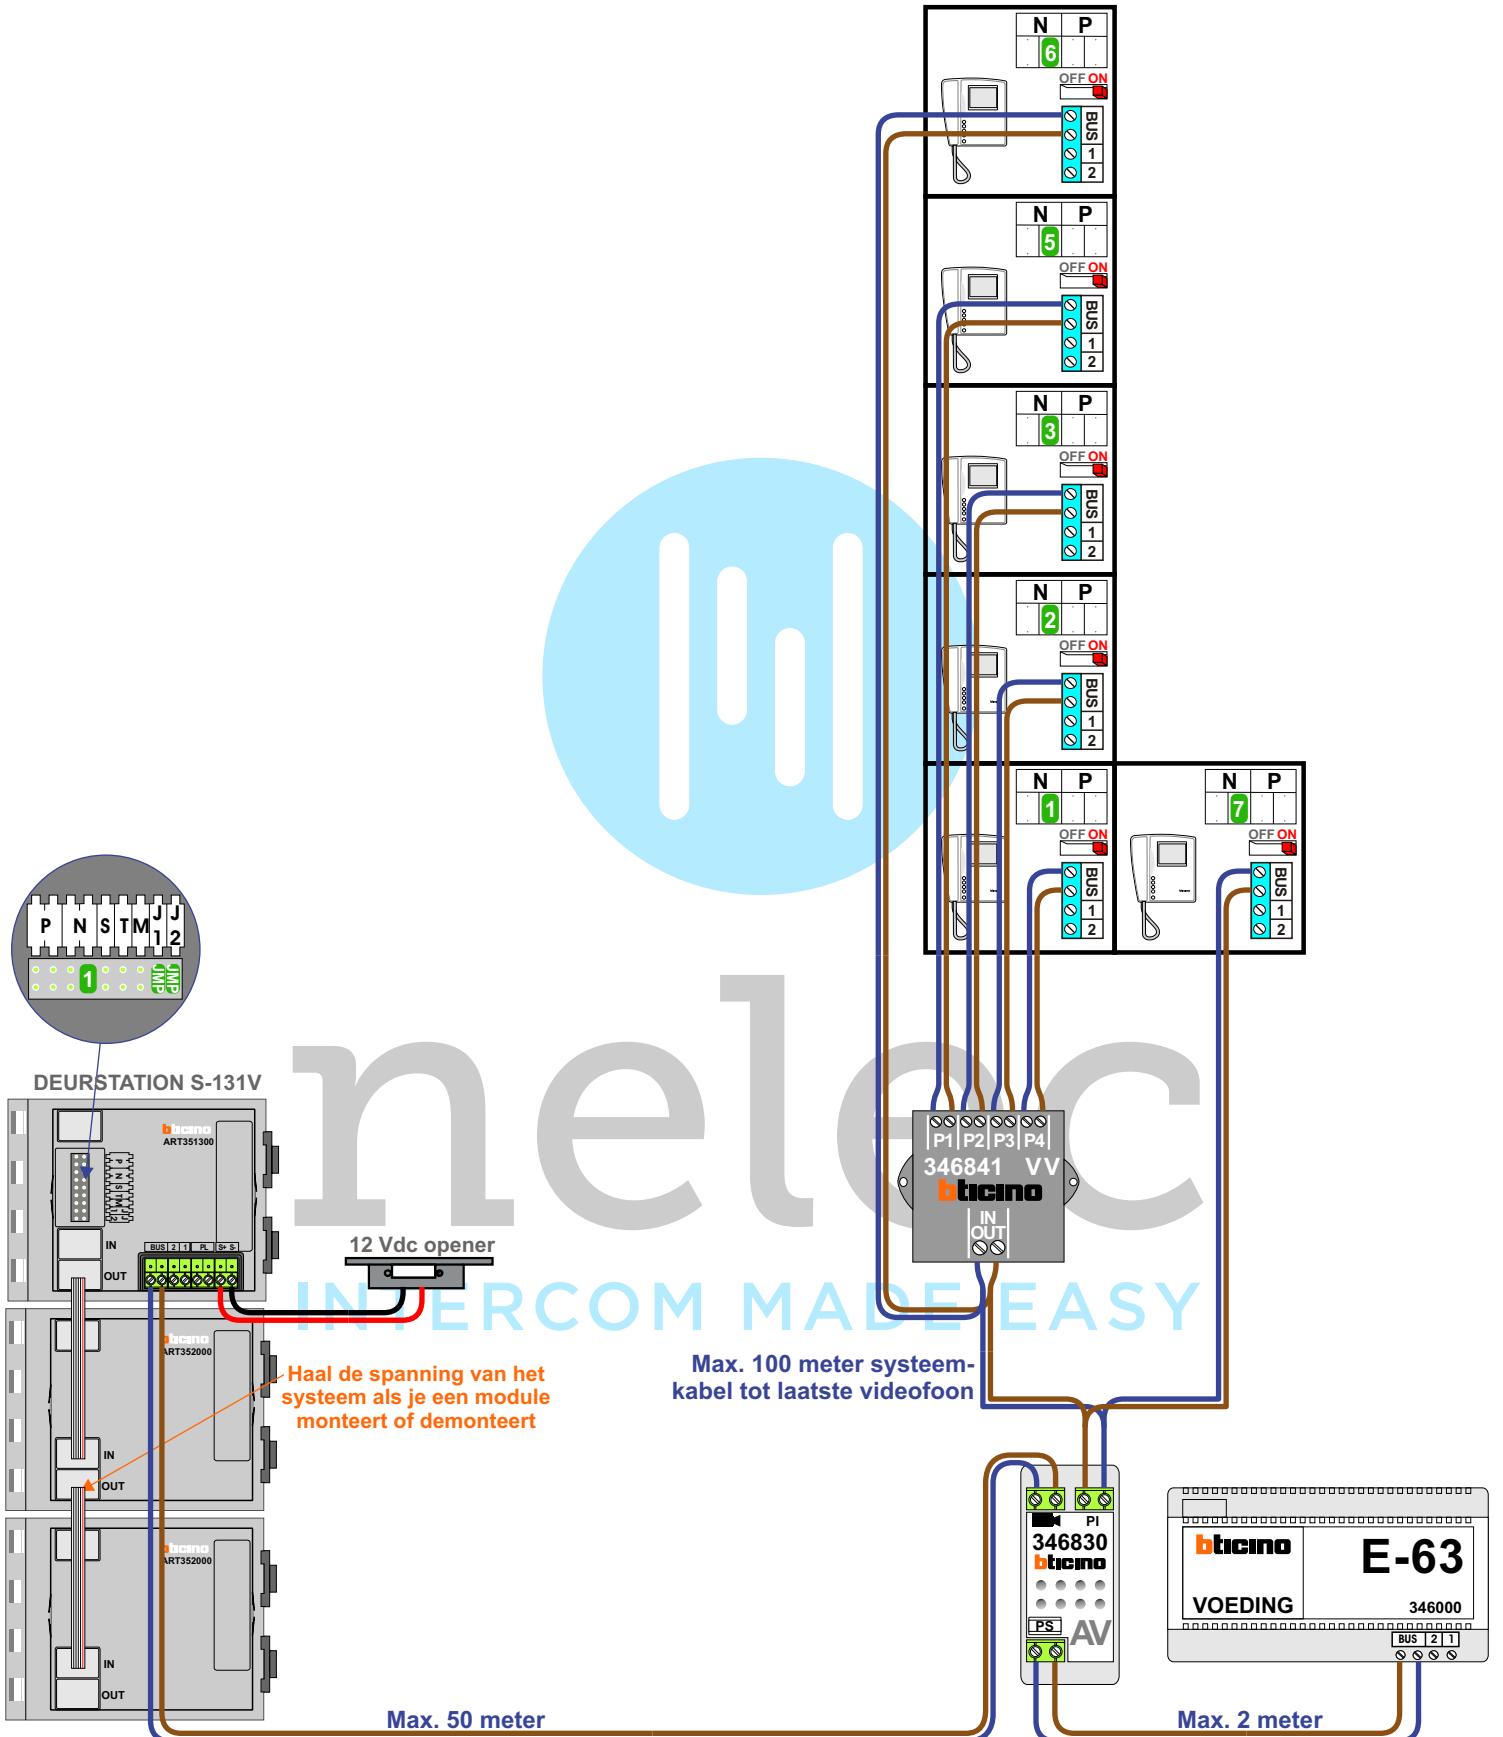 N P
6
OFF ON
BUS
1
2
N P
5
OFF ON
BUS
1
2
N P
3
OFF ON
BUS
1
2
N P
2
OFF ON
BUS
1
2
N P
1
OFF ON
BUS
1
2
N P
7
OFF ON
BUS
1
2
P N S T M J1 J2
1 JMP JMP
DEURSTATION S-131V
bticino
ART351300
P N S T M J1 J2
IN
OUT
BUS 2 1 PL S+ S-
12 Vdc opener
nelec
INTERCOM MADE EASY
P1 P2 P3 P4
346841 VV
bticino
IN
OUT
bticino
ART352000
IN
OUT
Haal de spanning van het
systeem als je een module
monteert of demonteert
Max. 100 meter systeem-
kabel tot laatste videofoon
bticino
ART352000
IN
OUT
PI
346830
bticino
PS
AV
bticino
E-63
VOEDING
346000
BUS 2 1
Max. 50 meter
Max. 2 meter